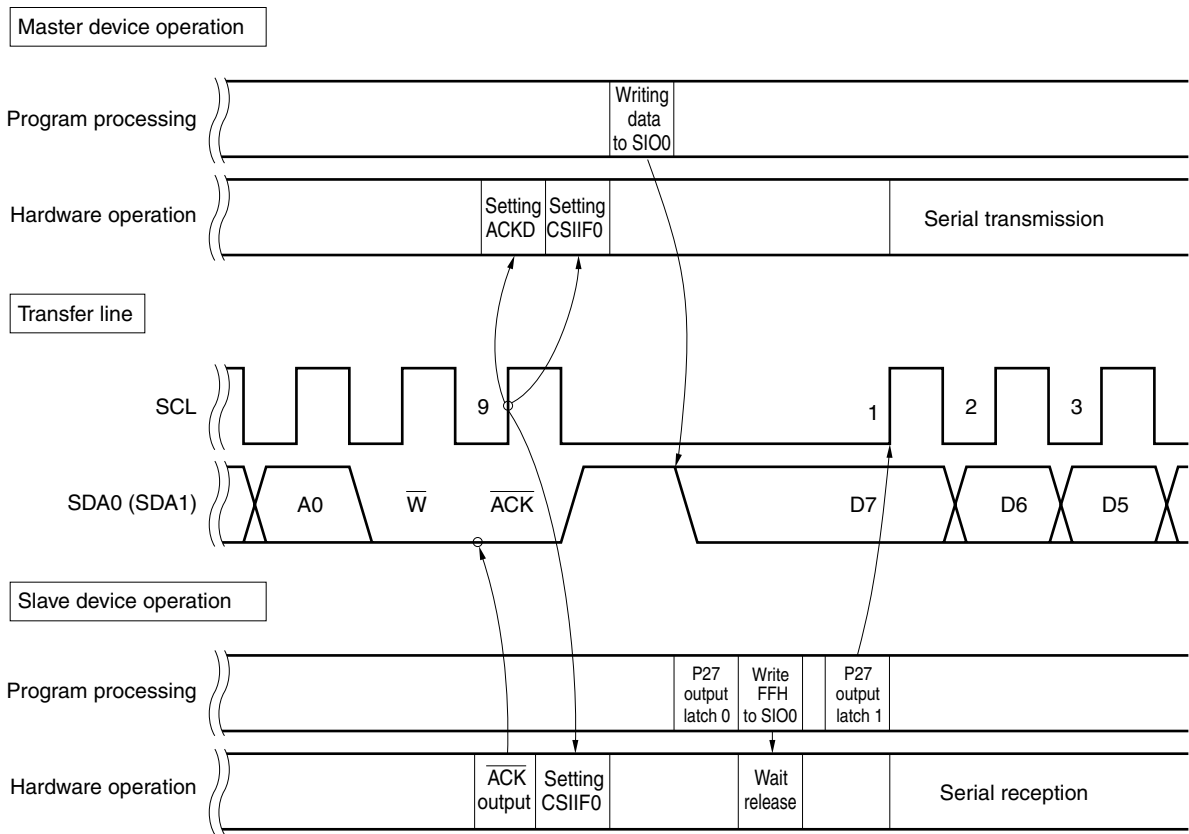 Master device operation
Program processing
Writing
data
to SIO0
Hardware operation
Setting
ACKD
Setting
CSIIF0
Serial transmission
Transfer line
SCL
9
1
2
3
SDA0 (SDA1)
A0
W̅
A̅C̅K̅
D7
D6
D5
Slave device operation
Program processing
P27
output
latch 0
Write
FFH
to SIO0
P27
output
latch 1
Hardware operation
A̅C̅K̅
output
Setting
CSIIF0
Wait
release
Serial reception